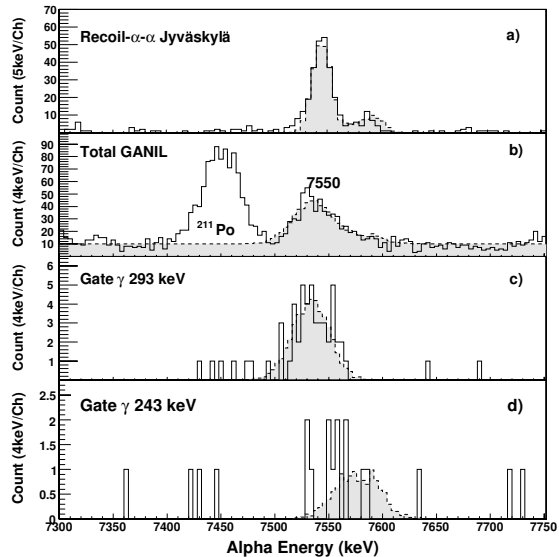 70
60
50
40
30
20
10
Count (5keV/Ch)
Recoil-α-α Jyväskylä
a)
90
80
70
60
50
40
30
20
10
Count (4keV/Ch)
Total GANIL
b)
7550
211Po
6
5
4
3
2
1
Count (4keV/Ch)
Gate γ 293 keV
c)
2.5
2
1.5
1
0.5
0
Count (4keV/Ch)
Gate γ 243 keV
d)
7300 7350 7400 7450 7500 7550 7600 7650 7700 7750
Alpha Energy (keV)